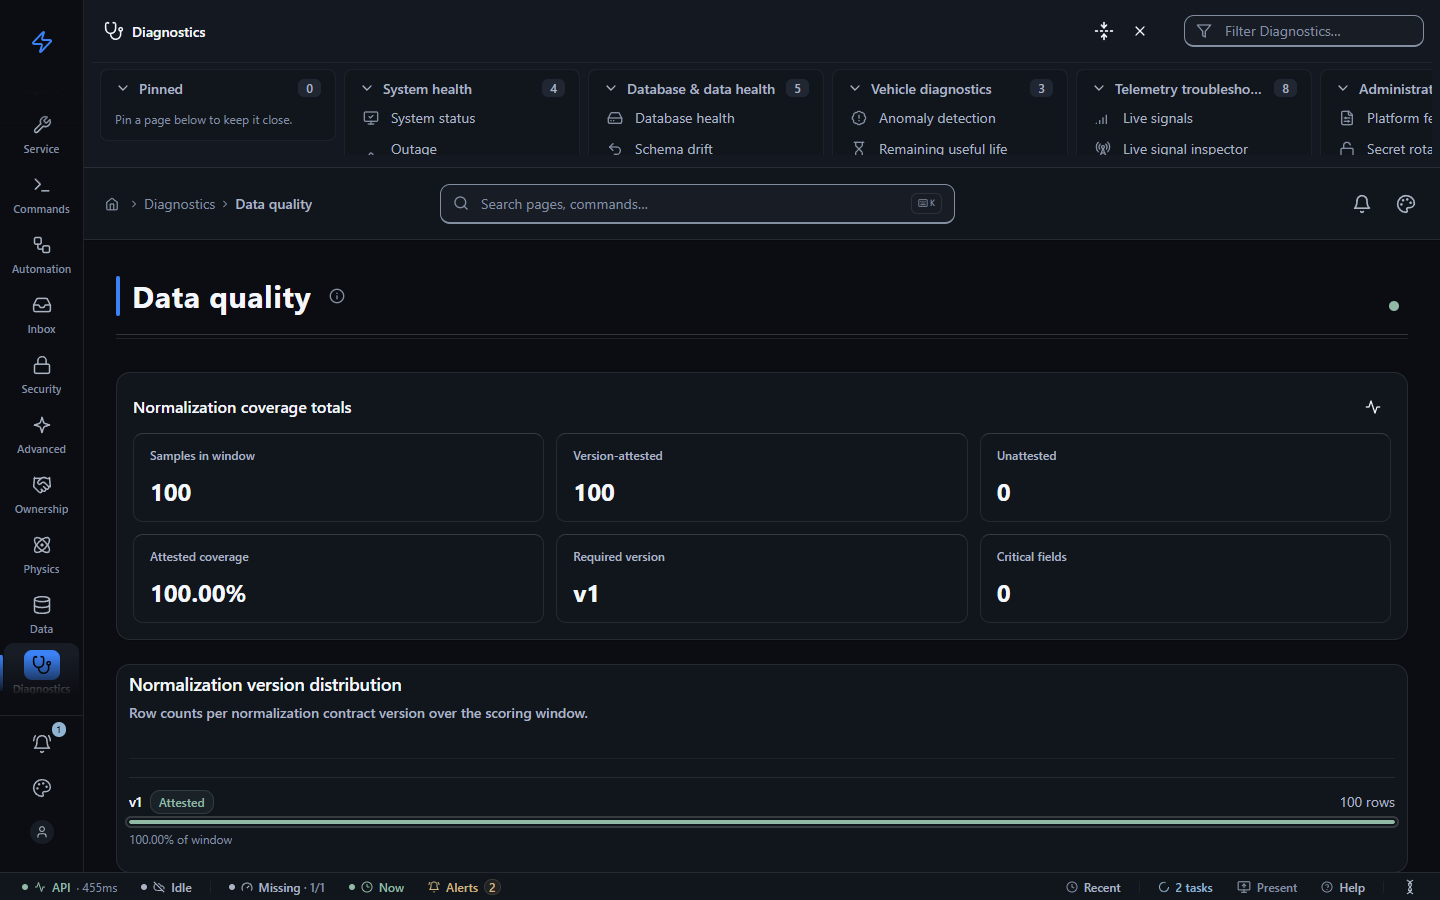 Diagnostics
Filter Diagnostics...
Pinned 0
Pin a page below to keep it close.
System health 4
System status
Outage
Database & data health 5
Database health
Schema drift
Vehicle diagnostics 3
Anomaly detection
Remaining useful life
Telemetry troublesho... 8
Live signals
Live signal inspector
Administrat
Platform fe
Secret rota
Service
Commands
Automation
Inbox
Security
Advanced
Ownership
Physics
Data
Diagnostics
1
Diagnostics
Data quality
Search pages, commands...
K
Data quality
Normalization coverage totals
Samples in window
100
Version-attested
100
Unattested
0
Attested coverage
100.00%
Required version
v1
Critical fields
0
Normalization version distribution
Row counts per normalization contract version over the scoring window.
v1 Attested 100 rows
100.00% of window
API · 455ms
Idle
Missing · 1/1
Now
Alerts 2
Recent
2 tasks
Present
Help